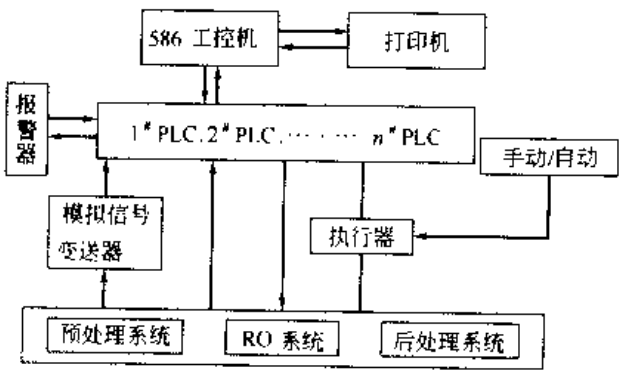 586 工控机
打印机
报警器
1# PLC,2# PLC,…… n# PLC
手动/自动
模拟信号
变送器
执行器
预处理系统
RO 系统
后处理系统